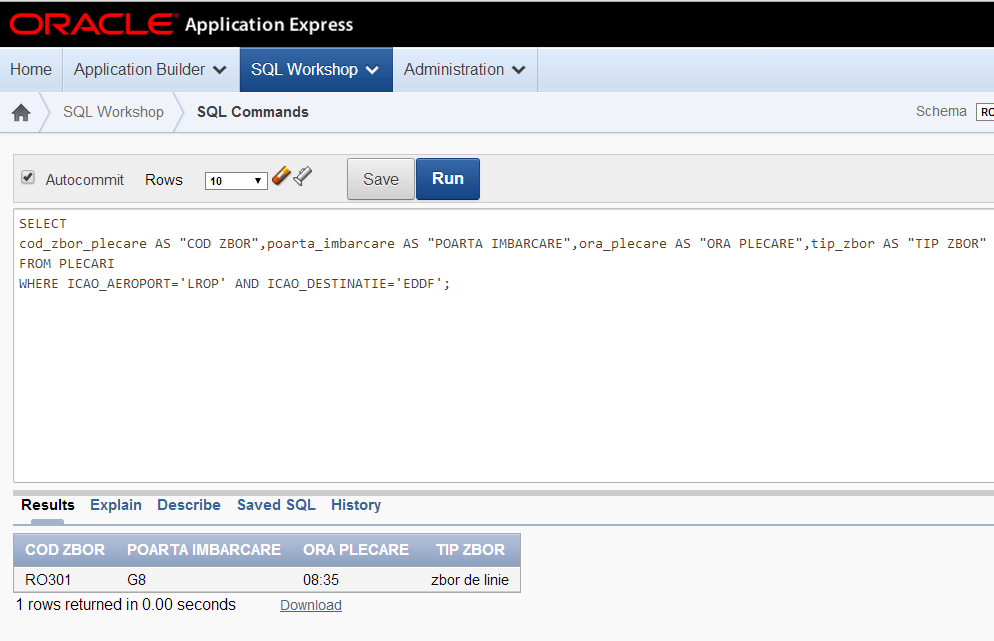 ORACLE Application Express
Home Application Builder SQL Workshop Administration
SQL Workshop SQL Commands Schema RO
Autocommit Rows 10 Save Run
SELECT
cod_zbor_plecare AS "COD ZBOR",poarta_imbarcare AS "POARTA IMBARCARE",ora_plecare AS "ORA PLECARE",tip_zbor AS "TIP ZBOR"
FROM PLECARI
WHERE ICAO_AEROPORT='LROP' AND ICAO_DESTINATIE='EDDF';
Results Explain Describe Saved SQL History
COD ZBOR POARTA IMBARCARE ORA PLECARE TIP ZBOR
RO301 G8 08:35 zbor de linie
1 rows returned in 0.00 seconds Download